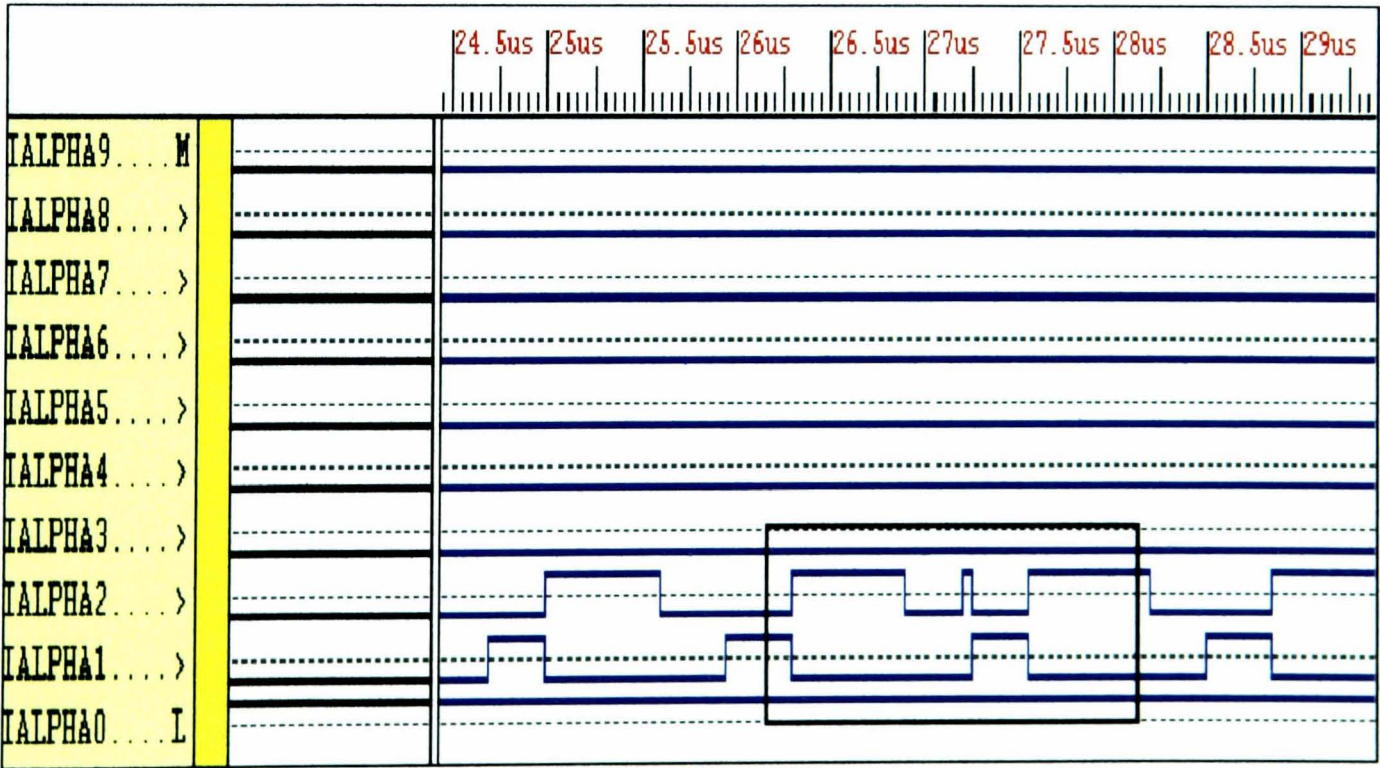 24.5us 25us 25.5us 26us 26.5us 27us 27.5us 28us 28.5us 29us
IALPHA9....M
IALPHA8....>
IALPHA7....>
IALPHA6....>
IALPHA5....>
IALPHA4....>
IALPHA3....>
IALPHA2....>
IALPHA1....>
IALPHA0....L